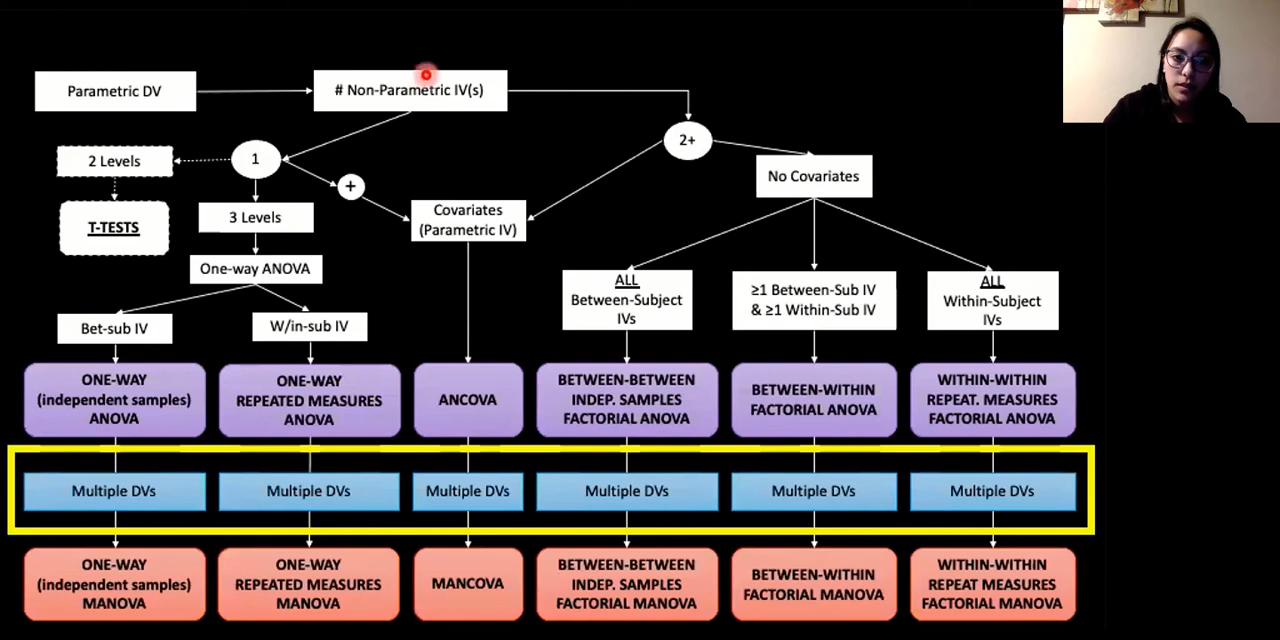 Parametric DV
# Non-Parametric IV(s)
2 Levels
1
2+
+
No Covariates
T-TESTS
3 Levels
Covariates
(Parametric IV)
One-way ANOVA
ALL
Between-Subject
IVs
≥1 Between-Sub IV
& ≥1 Within-Sub IV
ALL
Within-Subject
IVs
Bet-sub IV
W/in-sub IV
ONE-WAY
(independent samples)
ANOVA
ONE-WAY
REPEATED MEASURES
ANOVA
ANCOVA
BETWEEN-BETWEEN
INDEP. SAMPLES
FACTORIAL ANOVA
BETWEEN-WITHIN
FACTORIAL ANOVA
WITHIN-WITHIN
REPEAT. MEASURES
FACTORIAL ANOVA
Multiple DVs
Multiple DVs
Multiple DVs
Multiple DVs
Multiple DVs
Multiple DVs
ONE-WAY
(independent samples)
MANOVA
ONE-WAY
REPEATED MEASURES
MANOVA
MANCOVA
BETWEEN-BETWEEN
INDEP. SAMPLES
FACTORIAL MANOVA
BETWEEN-WITHIN
FACTORIAL MANOVA
WITHIN-WITHIN
REPEAT MEASURES
FACTORIAL MANOVA